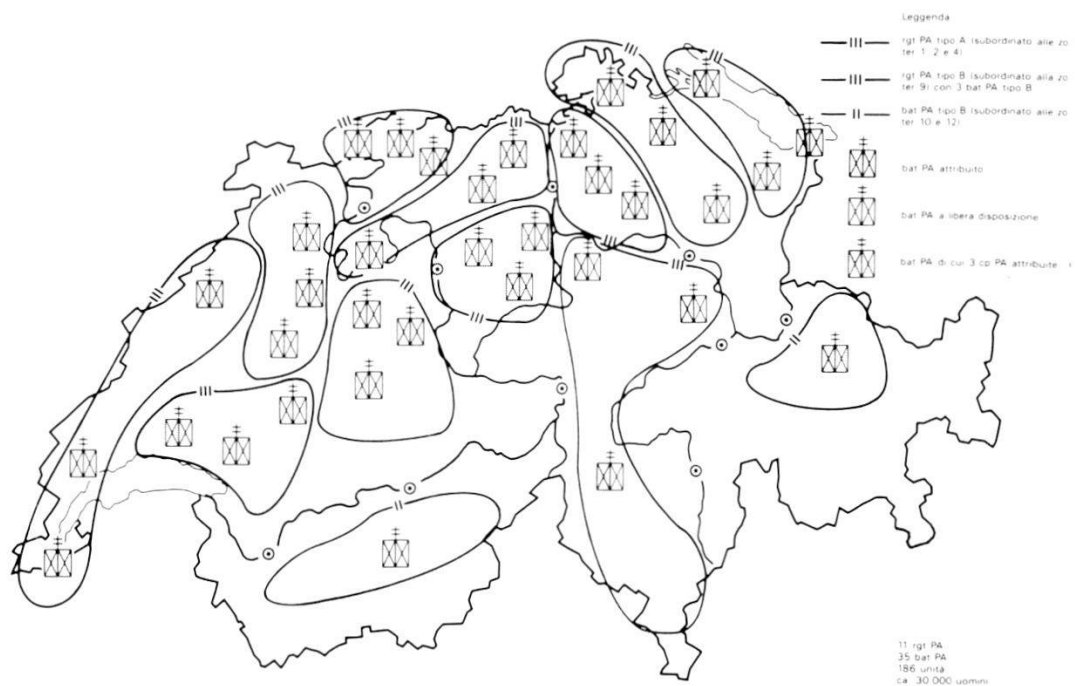 Leggenda
rgt PA tipo A (subordinato alle zo
ter 1, 2 e 4)
rgt PA tipo B (subordinato alla zo
ter 9) con 3 bat PA tipo B
bat PA tipo B (subordinato alle zo
ter 10 e 12)
bat PA attribuito
bat PA a libera disposizione
bat PA di cui 3 cp PA attribuite
11 rgt PA
35 bat PA
186 unità
ca. 30.000 uomini